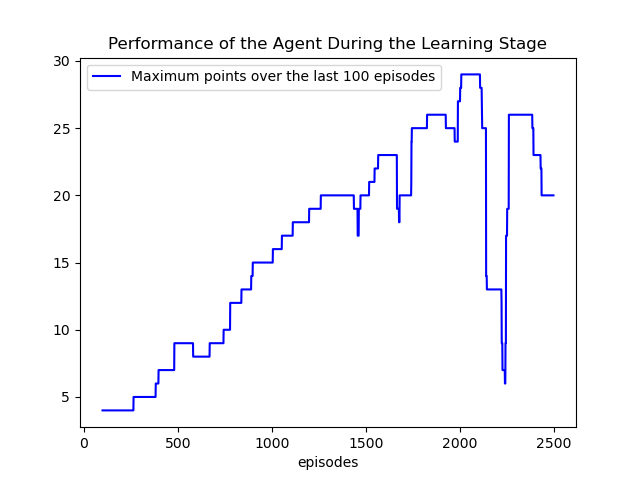 Performance of the Agent During the Learning Stage
Maximum points over the last 100 episodes
30
25
20
15
10
5
0 500 1000 1500 2000 2500
episodes